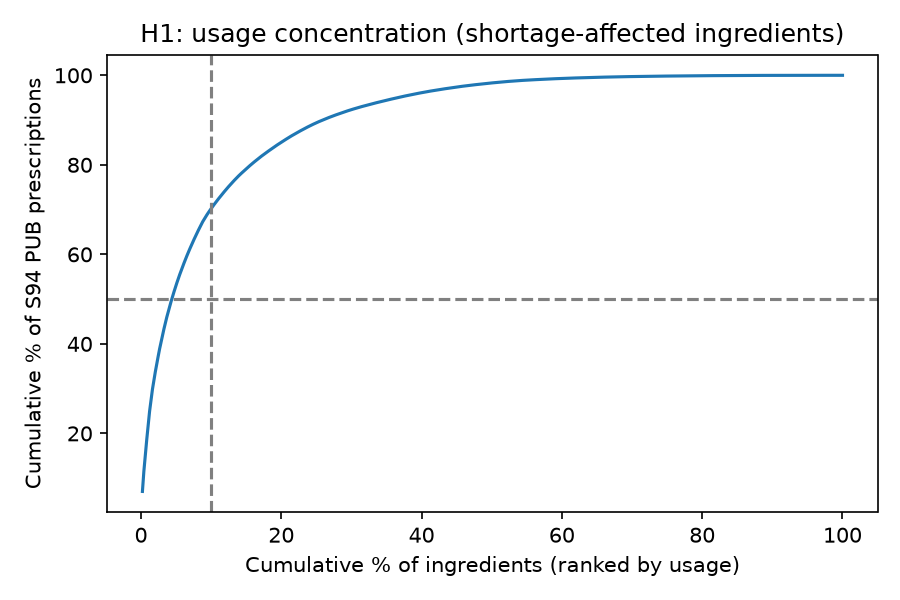 H1: usage concentration (shortage-affected ingredients)
Cumulative % of S94 PUB prescriptions
100
80
60
40
20
0 20 40 60 80 100
Cumulative % of ingredients (ranked by usage)